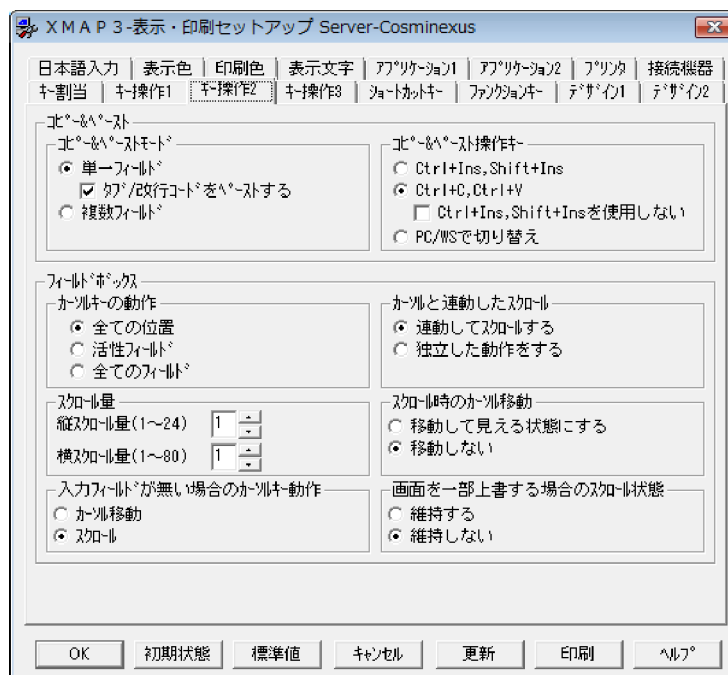 XMAP3-表示・印刷セットアップ Server-Cosminexus
日本語入力 表示色 印刷色 表示文字 ｱﾌﾟﾘｹｰｼｮﾝ1 ｱﾌﾟﾘｹｰｼｮﾝ2 ﾌﾟﾘﾝﾀ 接続機器
ｷｰ割当 ｷｰ操作1 ｷｰ操作2 ｷｰ操作3 ｼｮｰﾄｶｯﾄｷｰ ﾌｧﾝｸｼｮﾝｷｰ ﾃﾞｻﾞｲﾝ1 ﾃﾞｻﾞｲﾝ2
ｺﾋﾟｰ&ﾍﾟｰｽﾄ
ｺﾋﾟｰ&ﾍﾟｰｽﾄﾓｰﾄﾞ
単一ﾌｨｰﾙﾄﾞ
ﾀﾌﾞ/改行ｺｰﾄﾞをﾍﾟｰｽﾄする
複数ﾌｨｰﾙﾄﾞ
ｺﾋﾟｰ&ﾍﾟｰｽﾄ操作ｷｰ
Ctrl+Ins,Shift+Ins
Ctrl+C,Ctrl+V
Ctrl+Ins,Shift+Insを使用しない
PC/WSで切り替え
ﾌｨｰﾙﾄﾞﾎﾞｯｸｽ
ｶｰｿﾙｷｰの動作
全ての位置
活性ﾌｨｰﾙﾄﾞ
全てのﾌｨｰﾙﾄﾞ
ｶｰｿﾙと連動したｽｸﾛｰﾙ
連動してｽｸﾛｰﾙする
独立した動作をする
ｽｸﾛｰﾙ量
縦ｽｸﾛｰﾙ量(1～24) 1
横ｽｸﾛｰﾙ量(1～80) 1
ｽｸﾛｰﾙ時のｶｰｿﾙ移動
移動して見える状態にする
移動しない
入力ﾌｨｰﾙﾄﾞが無い場合のｶｰｿﾙｷｰ動作
ｶｰｿﾙ移動
ｽｸﾛｰﾙ
画面を一部上書する場合のｽｸﾛｰﾙ状態
維持する
維持しない
OK 初期状態 標準値 ｷｬﾝｾﾙ 更新 印刷 ﾍﾙﾌﾟ